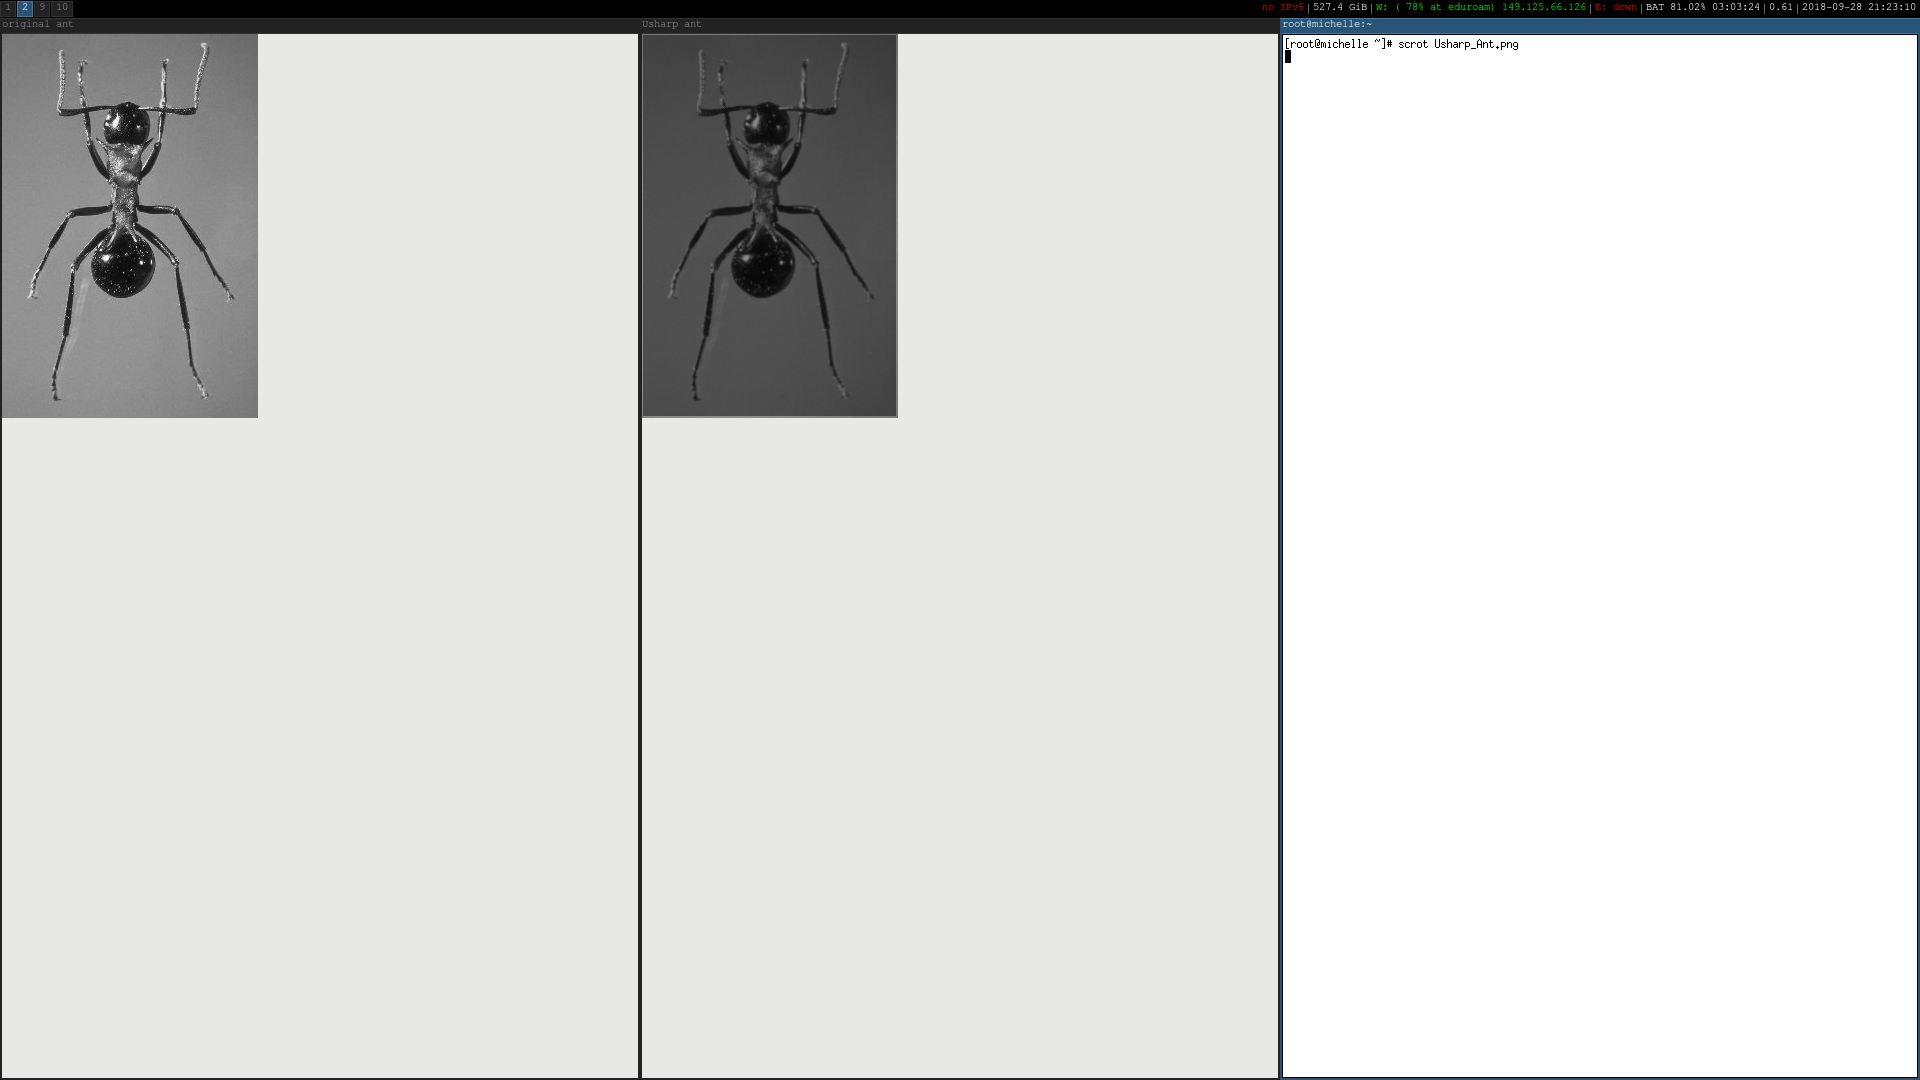 1 2 9 10 no IPv6|527.4 GiB|W: ( 78% at eduroam) 149.125.66.126|E: down|BAT 81.02% 03:03:24|0.61|2018-09-28 21:23:10
original ant
Usharp ant
root@michelle:~
[root@michelle ~]# scrot Usharp_Ant.png